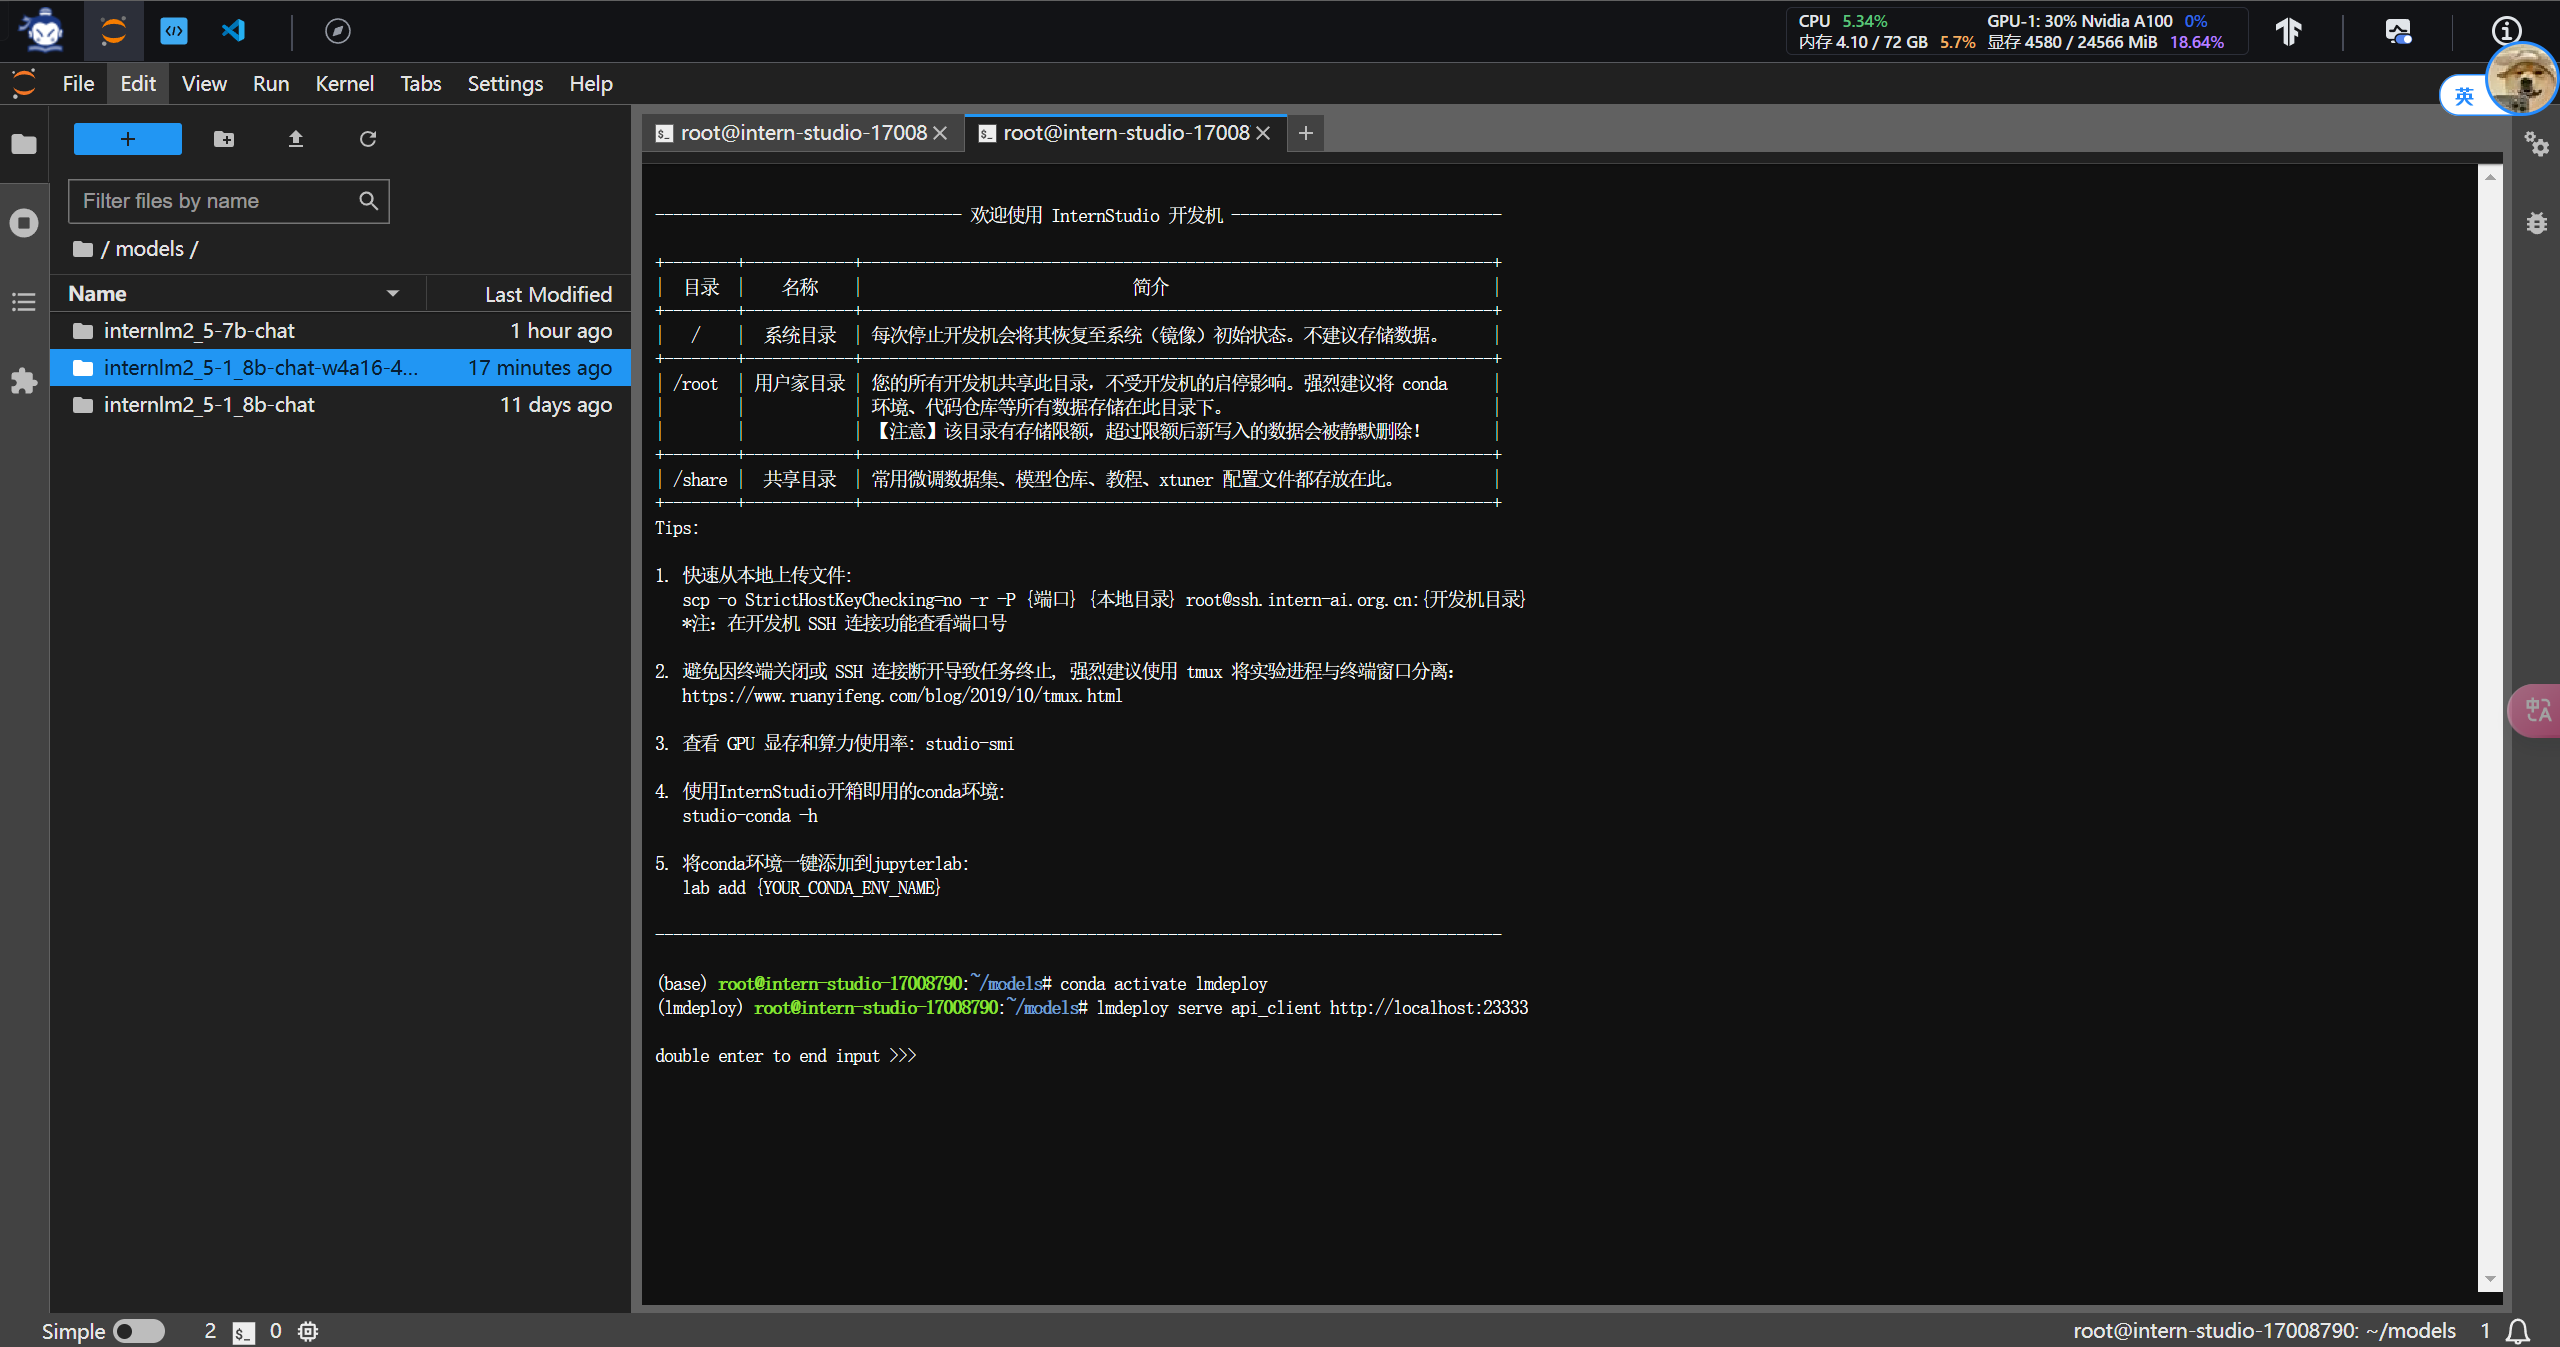 CPU 5.34% GPU-1: 30% Nvidia A100 0%
内存 4.10 / 72 GB 5.7% 显存 4580 / 24566 MiB 18.64%
File Edit View Run Kernel Tabs Settings Help
英
root@intern-studio-17008 root@intern-studio-17008
Filter files by name
/ models /
Name Last Modified
internlm2_5-7b-chat 1 hour ago
internlm2_5-1_8b-chat-w4a16-4... 17 minutes ago
internlm2_5-1_8b-chat 11 days ago
---------------------------------- 欢迎使用 InternStudio 开发机 ------------------------------
+--------+------------+----------------------------------------------------------------------+
| 目录 | 名称 | 简介 |
+--------+------------+----------------------------------------------------------------------+
| / | 系统目录 | 每次停止开发机会将其恢复至系统（镜像）初始状态。不建议存储数据。 |
+--------+------------+----------------------------------------------------------------------+
| /root | 用户家目录 | 您的所有开发机共享此目录，不受开发机的启停影响。强烈建议将 conda |
| | | 环境、代码仓库等所有数据存储在此目录下。 |
| | | 【注意】该目录有存储限额，超过限额后新写入的数据会被静默删除！ |
+--------+------------+----------------------------------------------------------------------+
| /share | 共享目录 | 常用微调数据集、模型仓库、教程、xtuner 配置文件都存放在此。 |
+--------+------------+----------------------------------------------------------------------+
Tips:
1. 快速从本地上传文件:
scp -o StrictHostKeyChecking=no -r -P {端口} {本地目录} root@ssh.intern-ai.org.cn:{开发机目录}
*注：在开发机 SSH 连接功能查看端口号
2. 避免因终端关闭或 SSH 连接断开导致任务终止, 强烈建议使用 tmux 将实验进程与终端窗口分离：
https://www.ruanyifeng.com/blog/2019/10/tmux.html
3. 查看 GPU 显存和算力使用率: studio-smi
4. 使用InternStudio开箱即用的conda环境:
studio-conda -h
5. 将conda环境一键添加到jupyterlab:
lab add {YOUR_CONDA_ENV_NAME}
----------------------------------------------------------------------------------------------
(base) root@intern-studio-17008790:~/models# conda activate lmdeploy
(lmdeploy) root@intern-studio-17008790:~/models# lmdeploy serve api_client http://localhost:23333
double enter to end input >>>
中A
Simple 2 $_ 0 root@intern-studio-17008790: ~/models 1